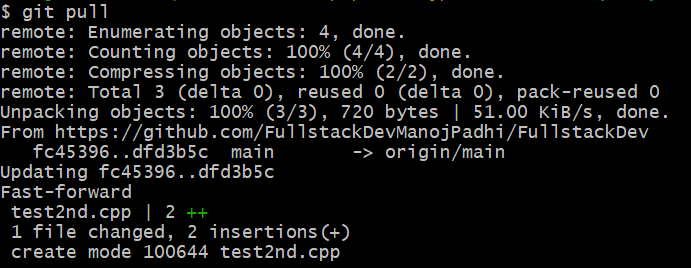 $ git pull
remote: Enumerating objects: 4, done.
remote: Counting objects: 100% (4/4), done.
remote: Compressing objects: 100% (2/2), done.
remote: Total 3 (delta 0), reused 0 (delta 0), pack-reused 0
Unpacking objects: 100% (3/3), 720 bytes | 51.00 KiB/s, done.
From https://github.com/FullstackDevManojPadhi/FullstackDev
   fc45396..dfd3b5c  main       -> origin/main
Updating fc45396..dfd3b5c
Fast-forward
 test2nd.cpp | 2 ++
 1 file changed, 2 insertions(+)
 create mode 100644 test2nd.cpp